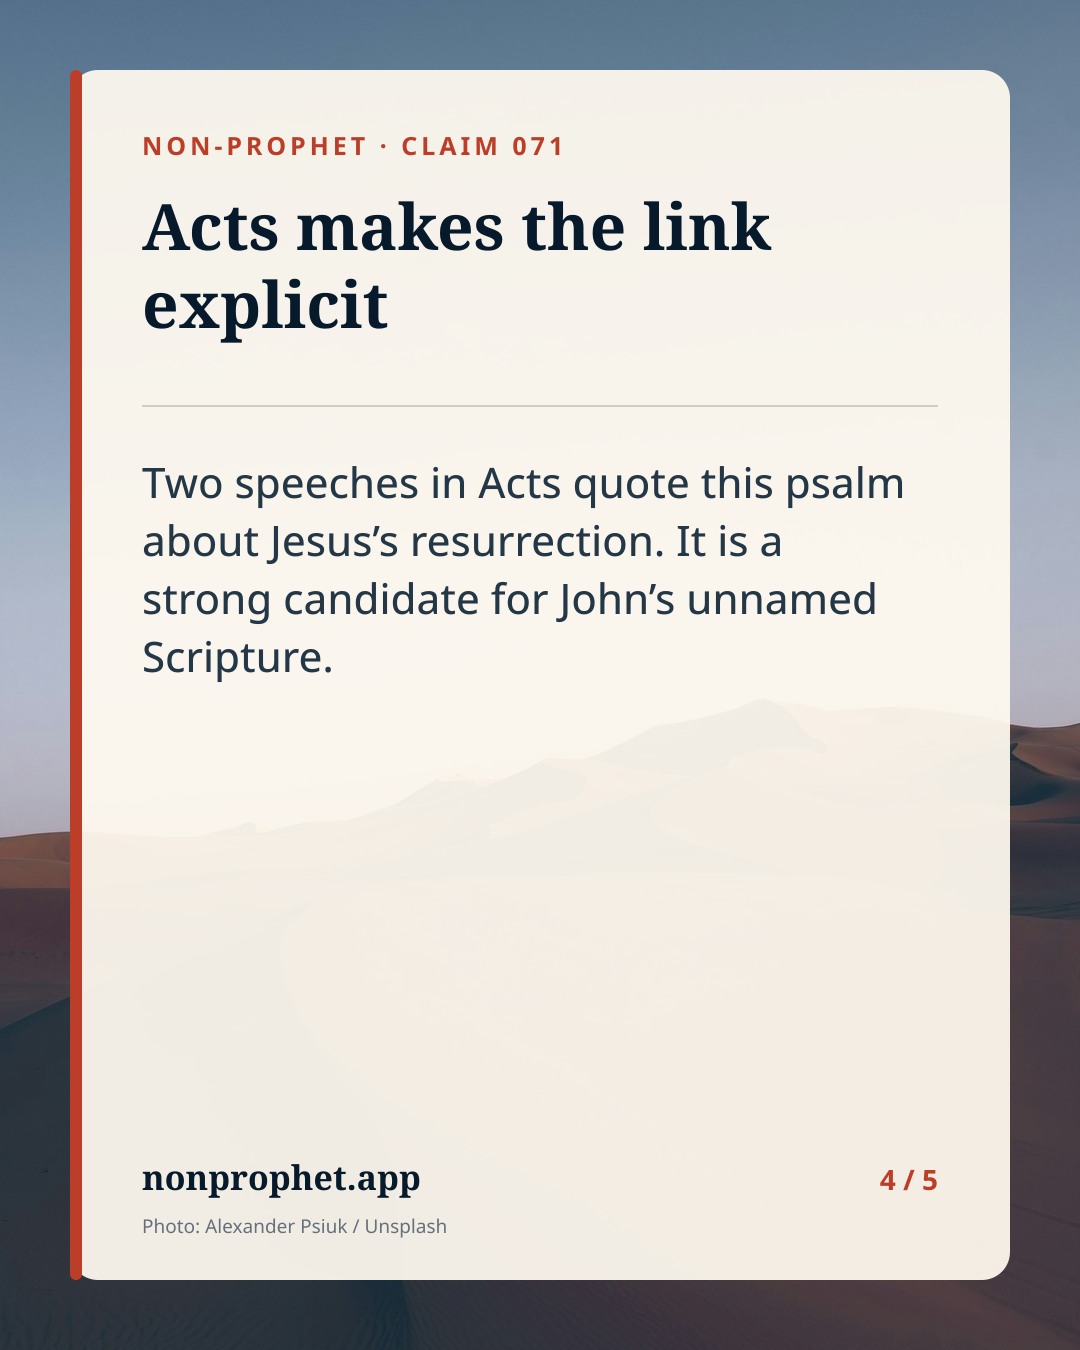 NON-PROPHET · CLAIM 071
Acts makes the link
explicit
Two speeches in Acts quote this psalm
about Jesus’s resurrection. It is a
strong candidate for John’s unnamed
Scripture.
nonprophet.app
4 / 5
Photo: Alexander Psiuk / Unsplash